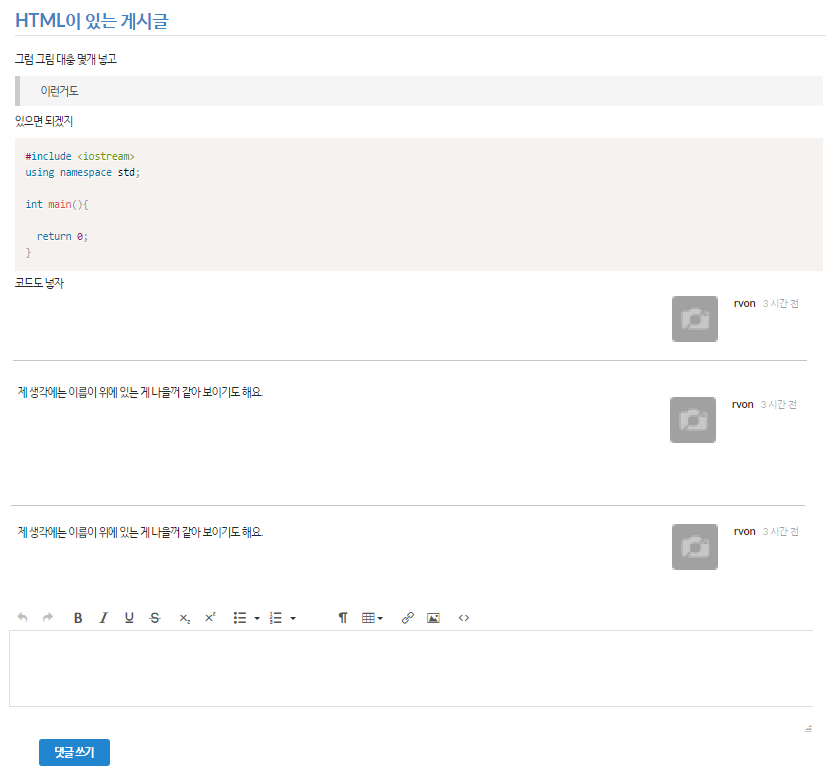 HTML이 있는 게시글
그럼 그림 대충 몇개 넣고
이런거도
있으면 되겠지
#include <iostream>
using namespace std;
int main(){
return 0;
}
코드도 넣자
rvon 3 시간 전
제 생각에는 이름이 위에 있는 게 나을꺼 같아 보이기도 해요.
rvon 3 시간 전
제 생각에는 이름이 위에 있는 게 나을꺼 같아 보이기도 해요.
rvon 3 시간 전
댓글 쓰기